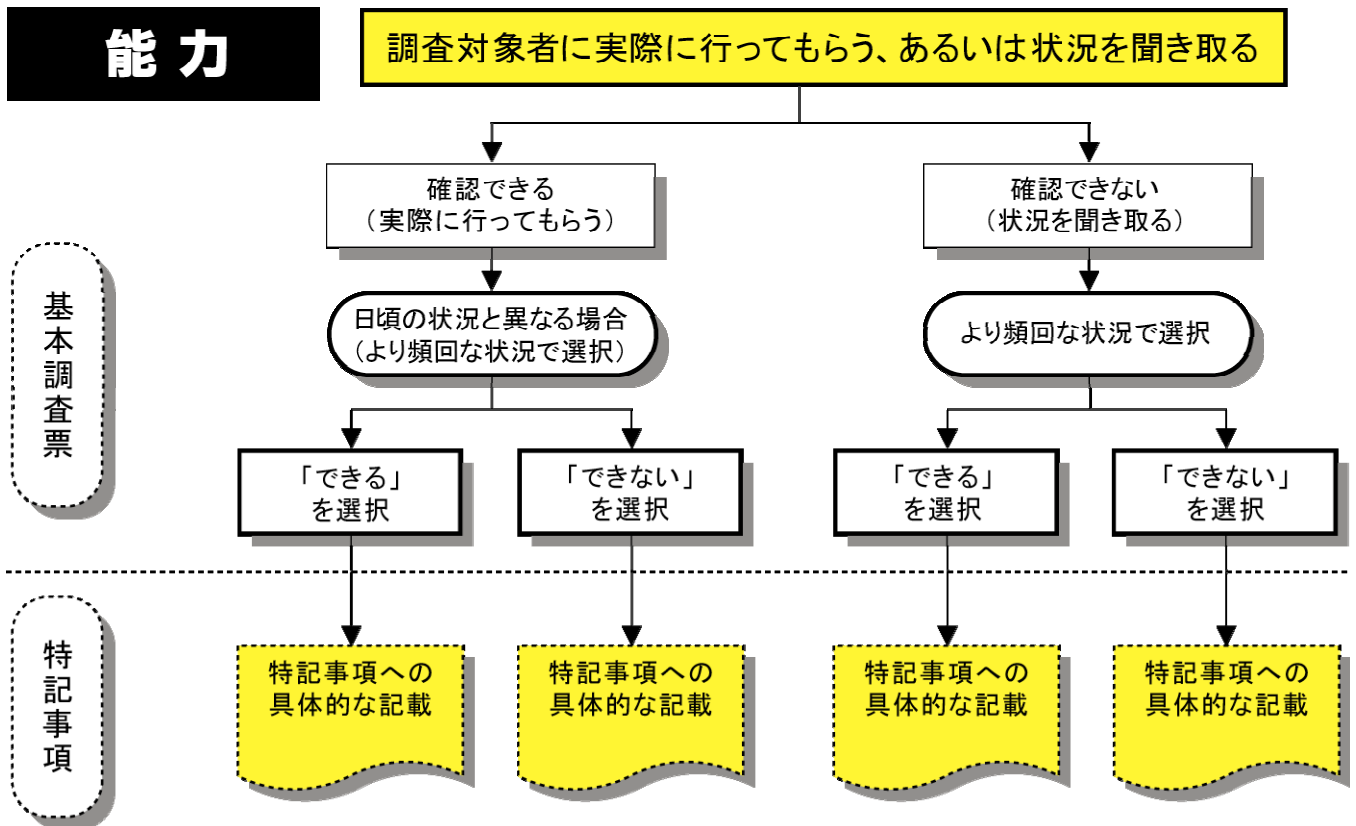 能力
調査対象者に実際に行ってもらう、あるいは状況を聞き取る
確認できる
（実際に行ってもらう）
確認できない
（状況を聞き取る）
基本調査票
日頃の状況と異なる場合
（より頻回な状況で選択）
より頻回な状況で選択
「できる」
を選択
「できない」
を選択
「できる」
を選択
「できない」
を選択
特記事項
特記事項への
具体的な記載
特記事項への
具体的な記載
特記事項への
具体的な記載
特記事項への
具体的な記載